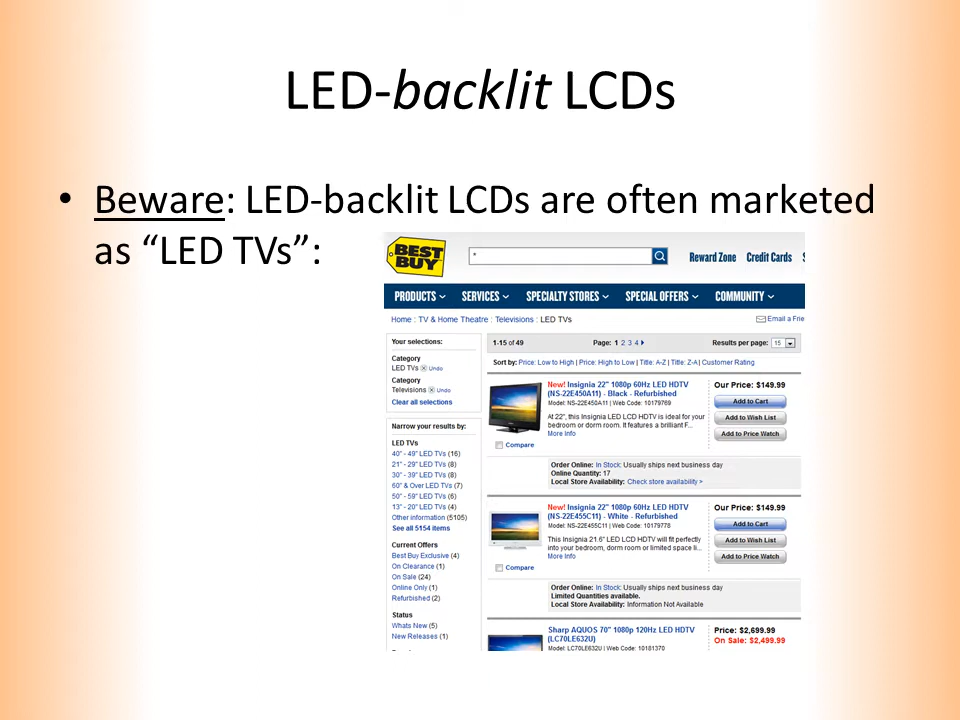 LED-backlit LCDs
• Beware: LED-backlit LCDs are often marketed
as “LED TVs”:
BEST BUY
Reward Zone Credit Cards S
PRODUCTS SERVICES SPECIALTY STORES SPECIAL OFFERS COMMUNITY
Home : TV & Home Theatre : Televisions : LED TVs
Email a Frie
Your selections:
Category
LED TVs Undo
Category
Televisions Undo
Clear all selections
Narrow your results by:
LED TVs
40" - 49" LED TVs (16)
21" - 29" LED TVs (8)
30" - 39" LED TVs (8)
60" & Over LED TVs (7)
50" - 59" LED TVs (6)
13" - 20" LED TVs (4)
Other information (5105)
See all 5154 items
Current Offers
Best Buy Exclusive (4)
On Clearance (1)
On Sale (24)
Online Only (1)
Refurbished (2)
Status
Whats New (5)
New Releases (1)
1-15 of 49 Page: 1 2 3 4 Results per page: 15
Sort by: Price: Low to High | Price: High to Low | Title: A-Z | Title: Z-A | Customer Rating
New! Insignia 22" 1080p 60Hz LED HDTV
(NS-22E450A11) - Black - Refurbished
Model: NS-22E450A11 | Web Code: 10179769
At 22", this Insignia LED LCD HDTV is ideal for your
bedroom or dorm room. It features a brilliant F...
More Info
Compare
Our Price: $149.99
Add to Cart
Add to Wish List
Add to Price Watch
Order Online: In Stock: Usually ships next business day
Online Quantity: 17
Local Store Availability: Check store availability >
New! Insignia 22" 1080p 60Hz LED HDTV
(NS-22E455C11) - White - Refurbished
Model: NS-22E455C11 | Web Code: 10179778
This Insignia 21.6" LED LCD HDTV will fit perfectly
into your bedroom, dorm room or limited space li...
More Info
Compare
Our Price: $149.99
Add to Cart
Add to Wish List
Add to Price Watch
Order Online: In Stock: Usually ships next business day
Limited Quantities available.
Local Store Availability: Information Not Available
Sharp AQUOS 70" 1080p 120Hz LED HDTV
(LC70LE632U)
Model: LC70LE632U | Web Code: 10181370
Price: $2,699.99
On Sale: $2,499.99